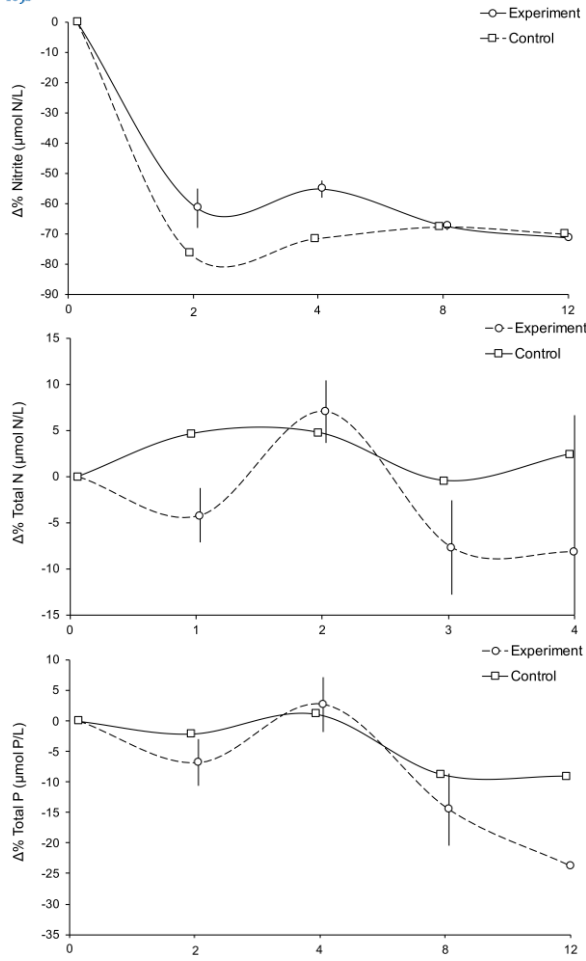 Experiment
Control
Δ% Nitrite (µmol N/L)
0
-10
-20
-30
-40
-50
-60
-70
-80
-90
0 2 4 8 12
Experiment
Control
Δ% Total N (µmol N/L)
15
10
5
0
-5
-10
-15
0 1 2 3 4
Experiment
Control
Δ% Total P (µmol P/L)
10
5
0
-5
-10
-15
-20
-25
-30
-35
0 2 4 8 12